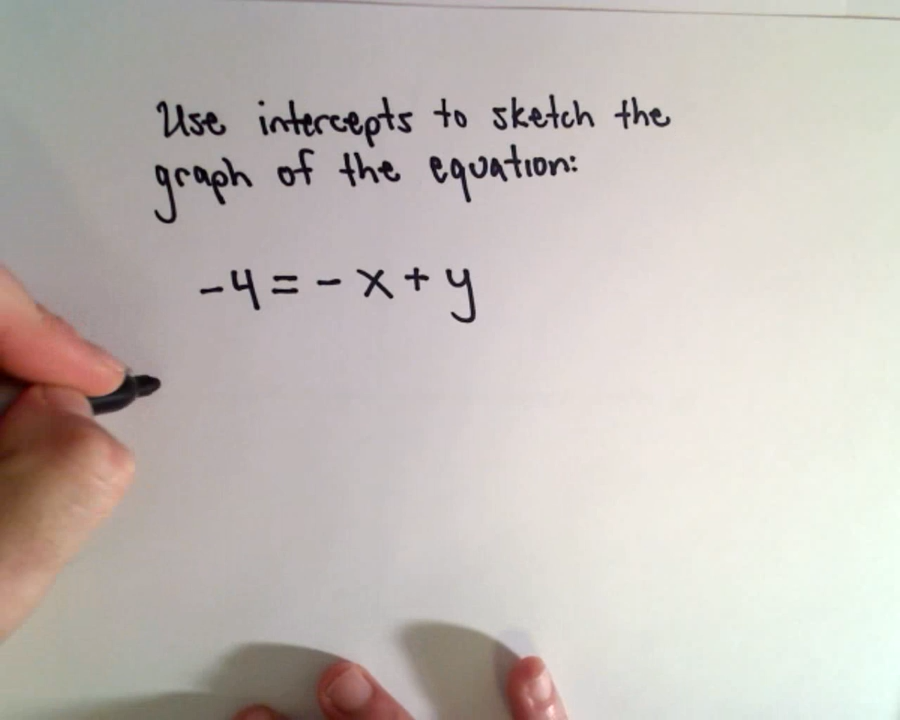 Use intercepts to sketch the
graph of the equation:
-4 = - x + y